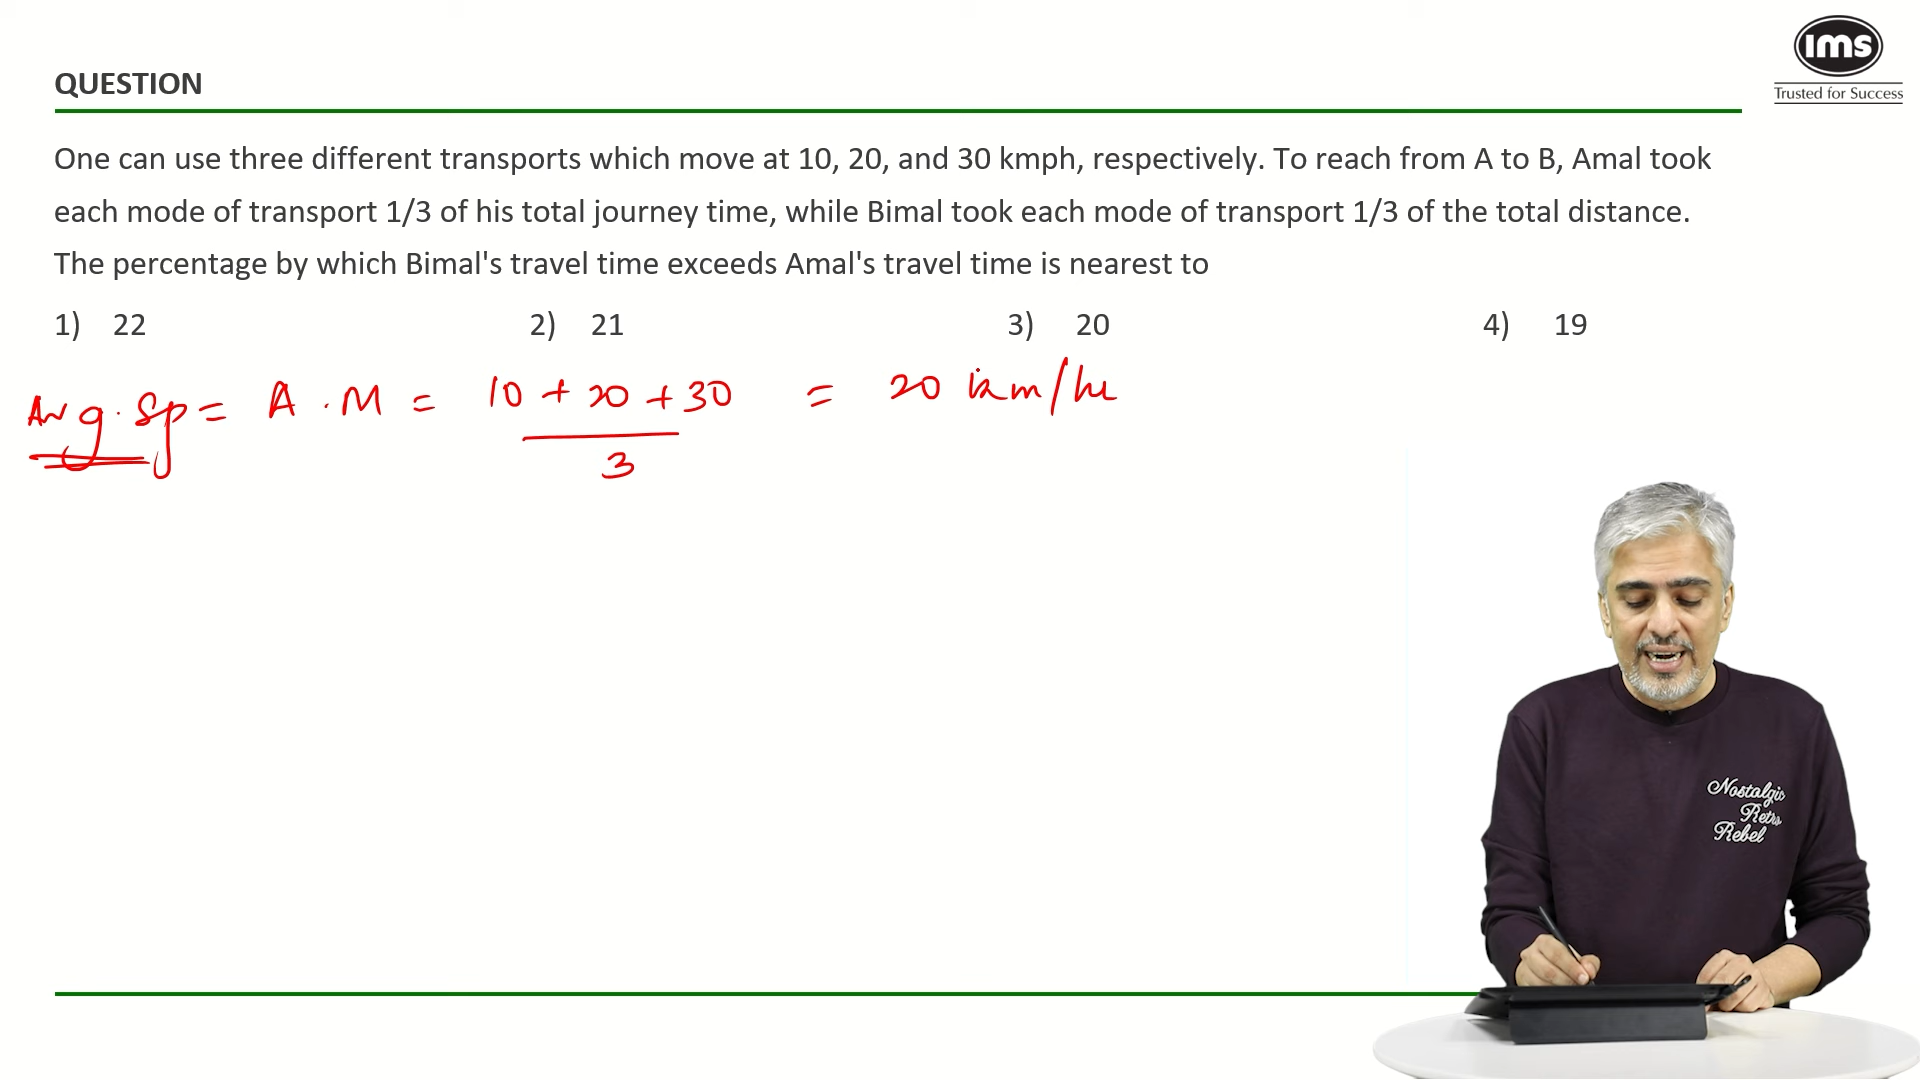 ims
Trusted for Success
QUESTION
One can use three different transports which move at 10, 20, and 30 kmph, respectively. To reach from A to B, Amal took
each mode of transport 1/3 of his total journey time, while Bimal took each mode of transport 1/3 of the total distance.
The percentage by which Bimal's travel time exceeds Amal's travel time is nearest to
1) 22 2) 21 3) 20 4) 19
Avg. Sp = A.M = 10 + 20 + 30 = 20 km/hr
3
Nostalgic
Retro
Rebel